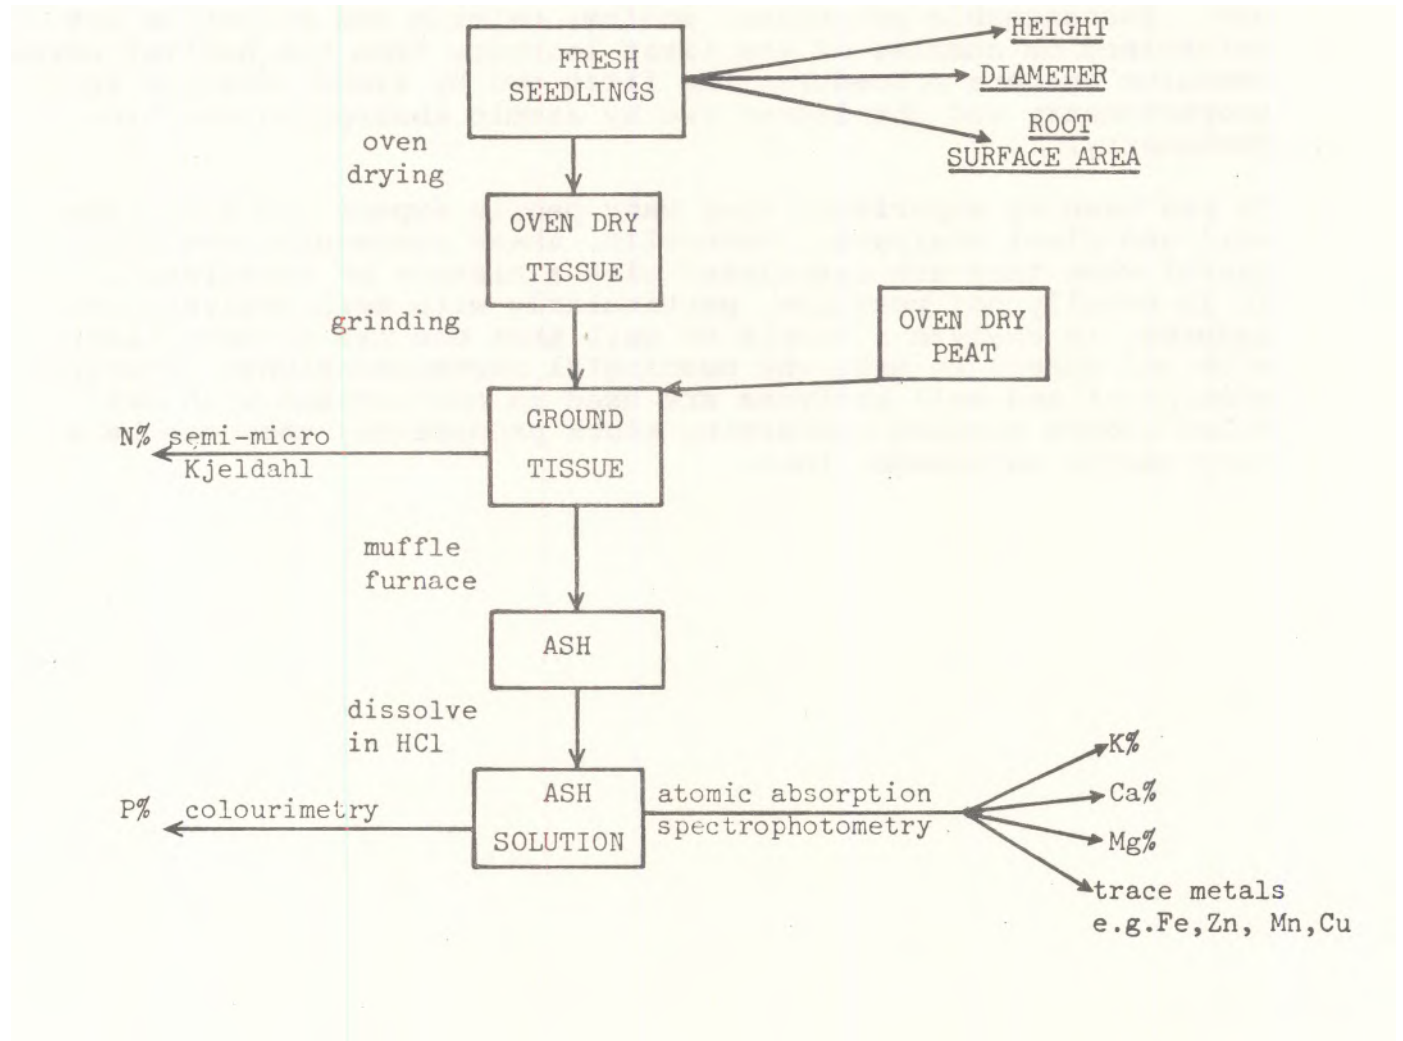 FRESH
SEEDLINGS
HEIGHT
DIAMETER
ROOT
SURFACE AREA
oven
drying
OVEN DRY
TISSUE
grinding
OVEN DRY
PEAT
GROUND
TISSUE
N% semi-micro
Kjeldahl
muffle
furnace
ASH
dissolve
in HCl
ASH
SOLUTION
P% colourimetry
atomic absorption
spectrophotometry
K%
Ca%
Mg%
trace metals
e.g.Fe,Zn, Mn,Cu